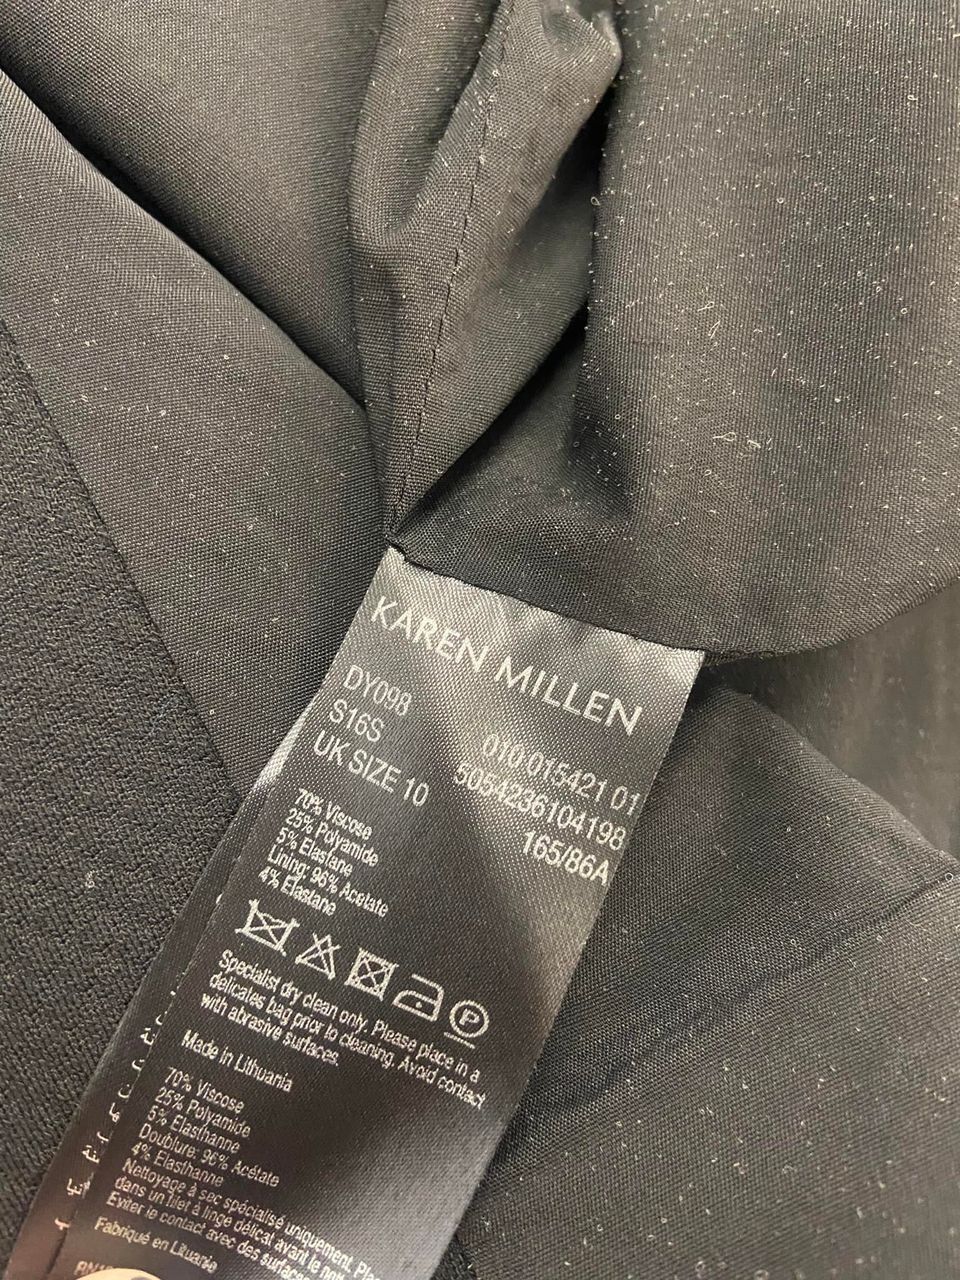 KAREN MILLEN
DY098 010 015421 01
S16S 5054236104198
UK SIZE 10 165/86A
70% Viscose
25% Polyamide
5% Elastane
Lining: 96% Acetate
4% Elastane
P
Specialist dry clean only. Please place in a
delicates bag prior to cleaning. Avoid contact
with abrasive surfaces.
Made in Lithuania
70% Viscose
25% Polyamide
5% Elasthanne
Doublure: 96% Acétate
4% Elasthanne
Nettoyage à sec spécialisé uniquement.
dans un filet à linge délicat avant le
Eviter le contact avec des
Fabriqué en Lituanie